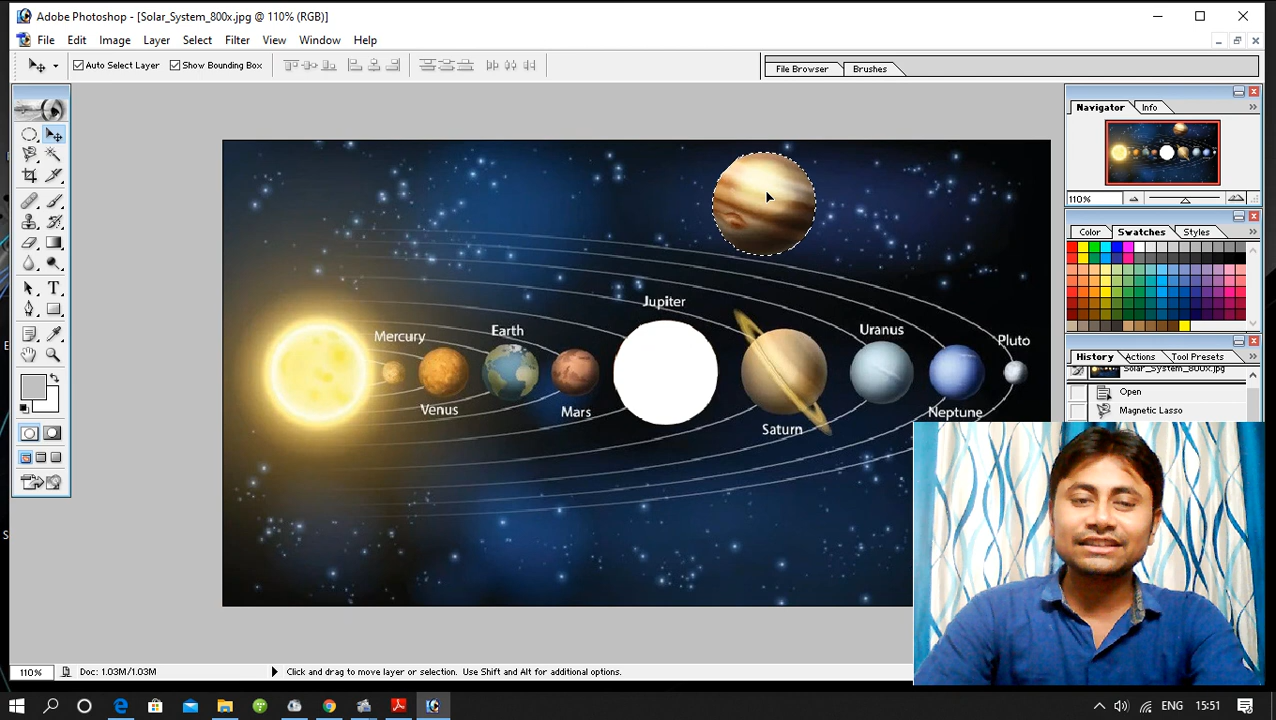 Adobe Photoshop - [Solar_System_800x.jpg @ 110% (RGB)]
File Edit Image Layer Select Filter View Window Help
Auto Select Layer Show Bounding Box File Browser Brushes
Navigator Info
110%
Color Swatches Styles
Jupiter
Mercury Earth Uranus Pluto
Venus Mars Saturn Neptune
History Actions Tool Presets
Solar_System_800x.jpg
Open
Magnetic Lasso
110% Doc: 1.03M/1.03M Click and drag to move layer or selection. Use Shift and Alt for additional options.
ENG 15:51